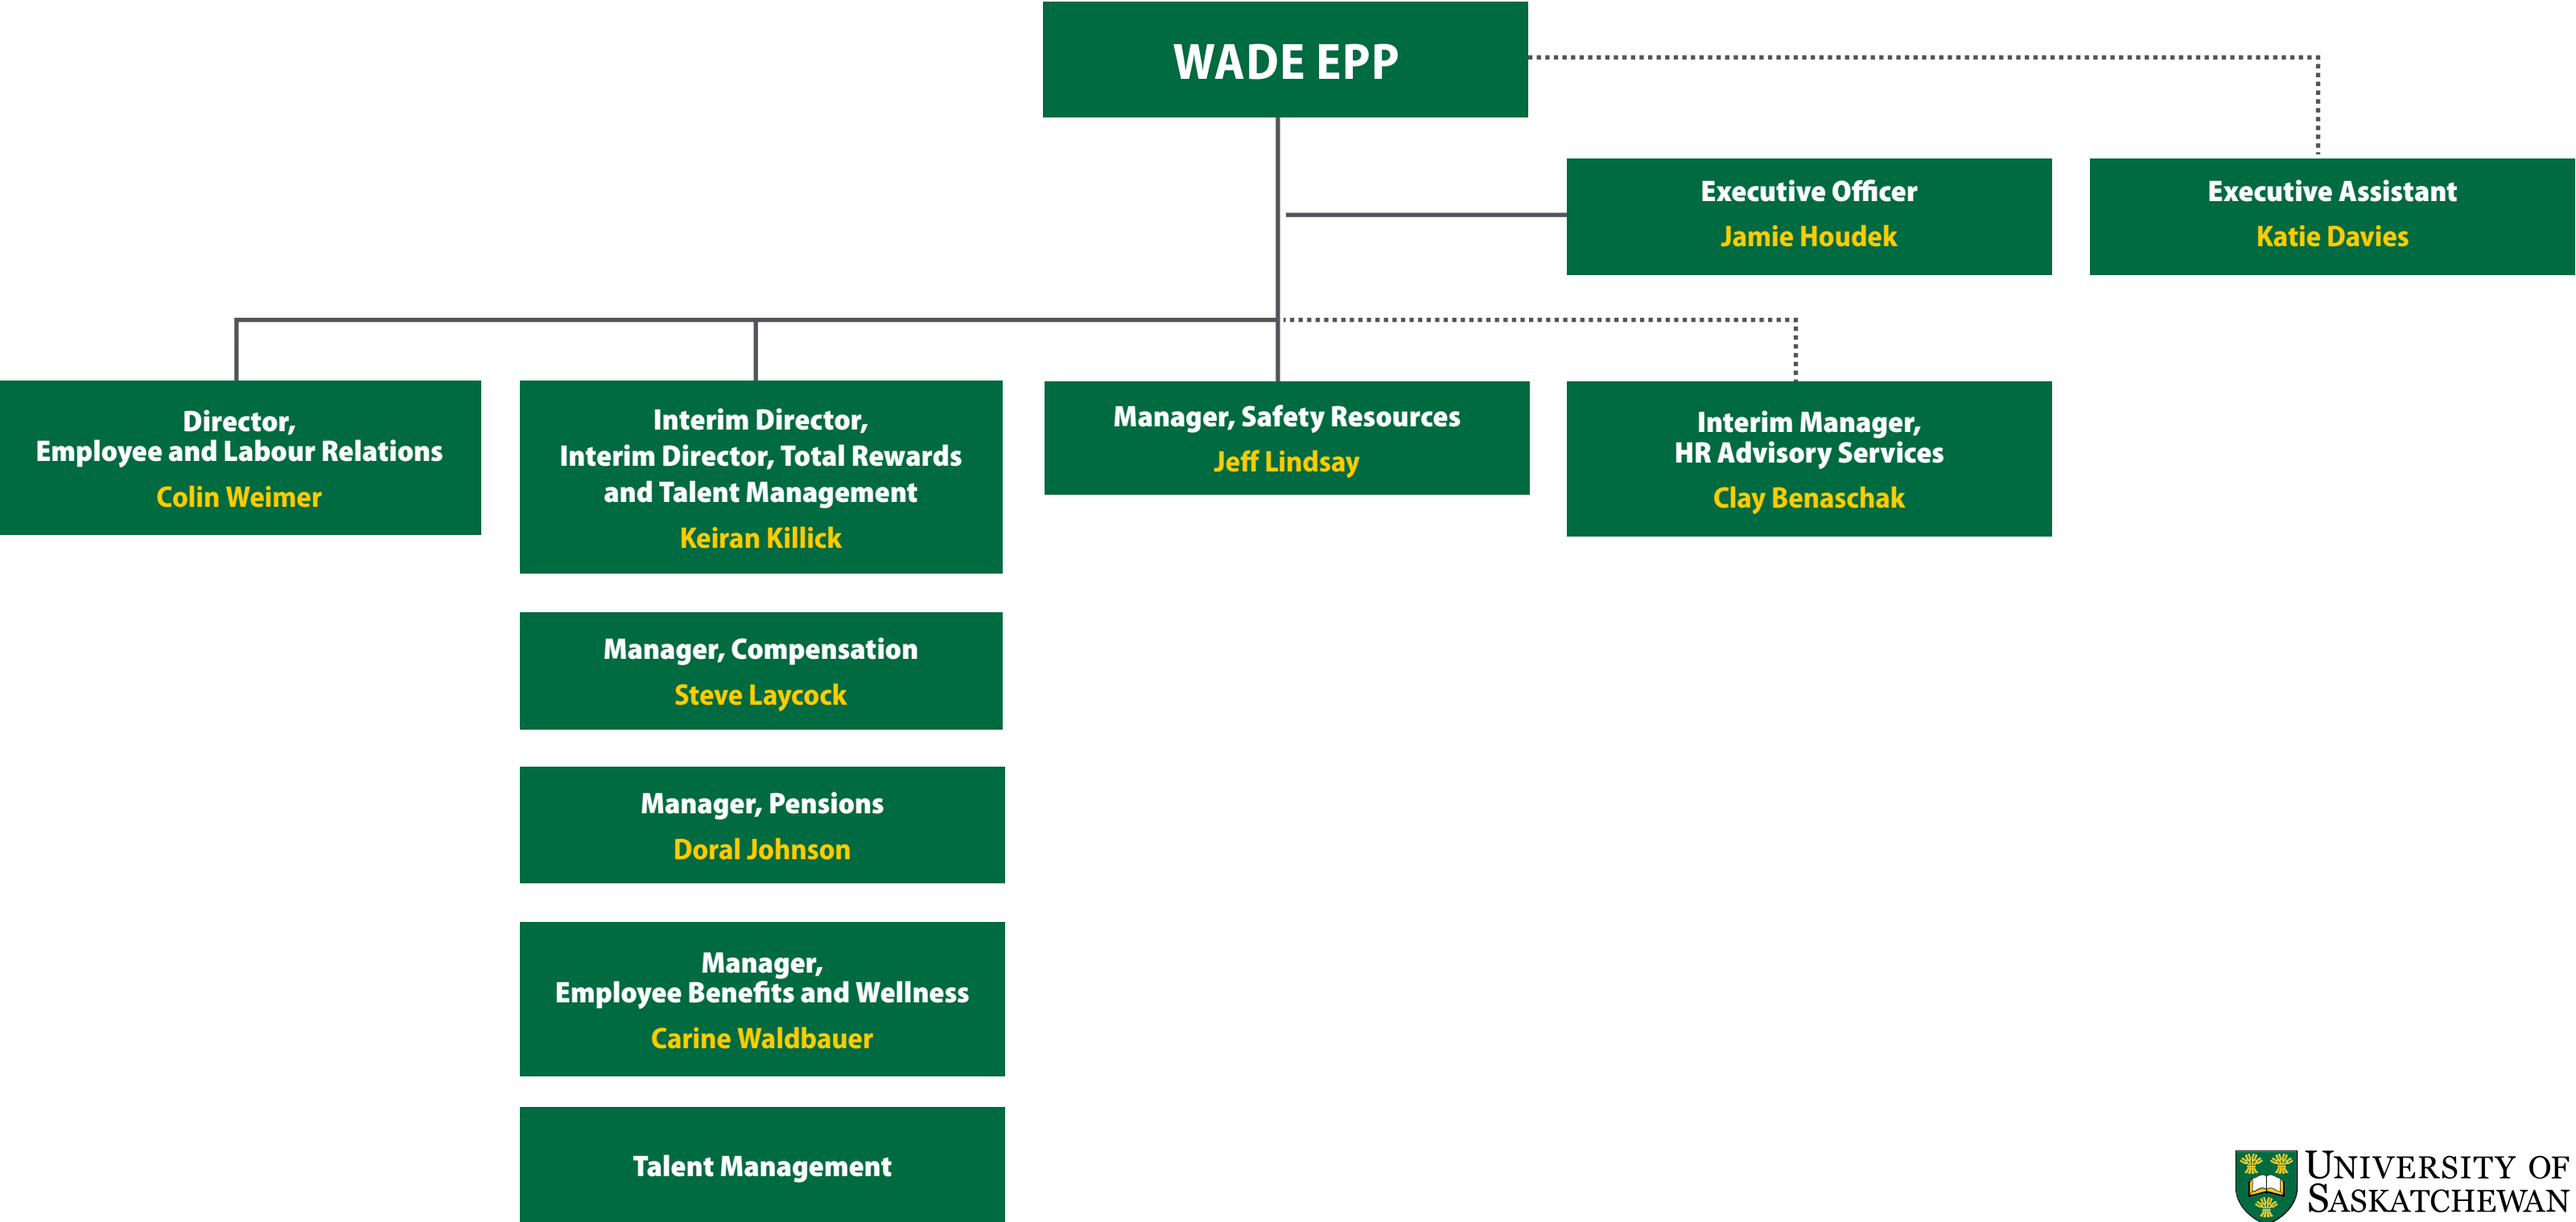 WADE EPP
Executive Officer
Jamie Houdek
Executive Assistant
Katie Davies
Director,
Employee and Labour Relations
Colin Weimer
Interim Director,
Interim Director, Total Rewards
and Talent Management
Keiran Killick
Manager, Safety Resources
Jeff Lindsay
Interim Manager,
HR Advisory Services
Clay Benaschak
Manager, Compensation
Steve Laycock
Manager, Pensions
Doral Johnson
Manager,
Employee Benefits and Wellness
Carine Waldbauer
Talent Management
UNIVERSITY OF
SASKATCHEWAN